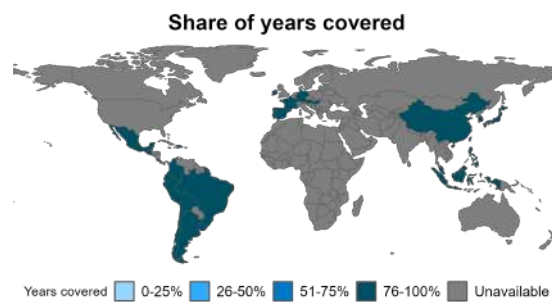 Share of years covered
Years covered 0-25% 26-50% 51-75% 76-100% Unavailable